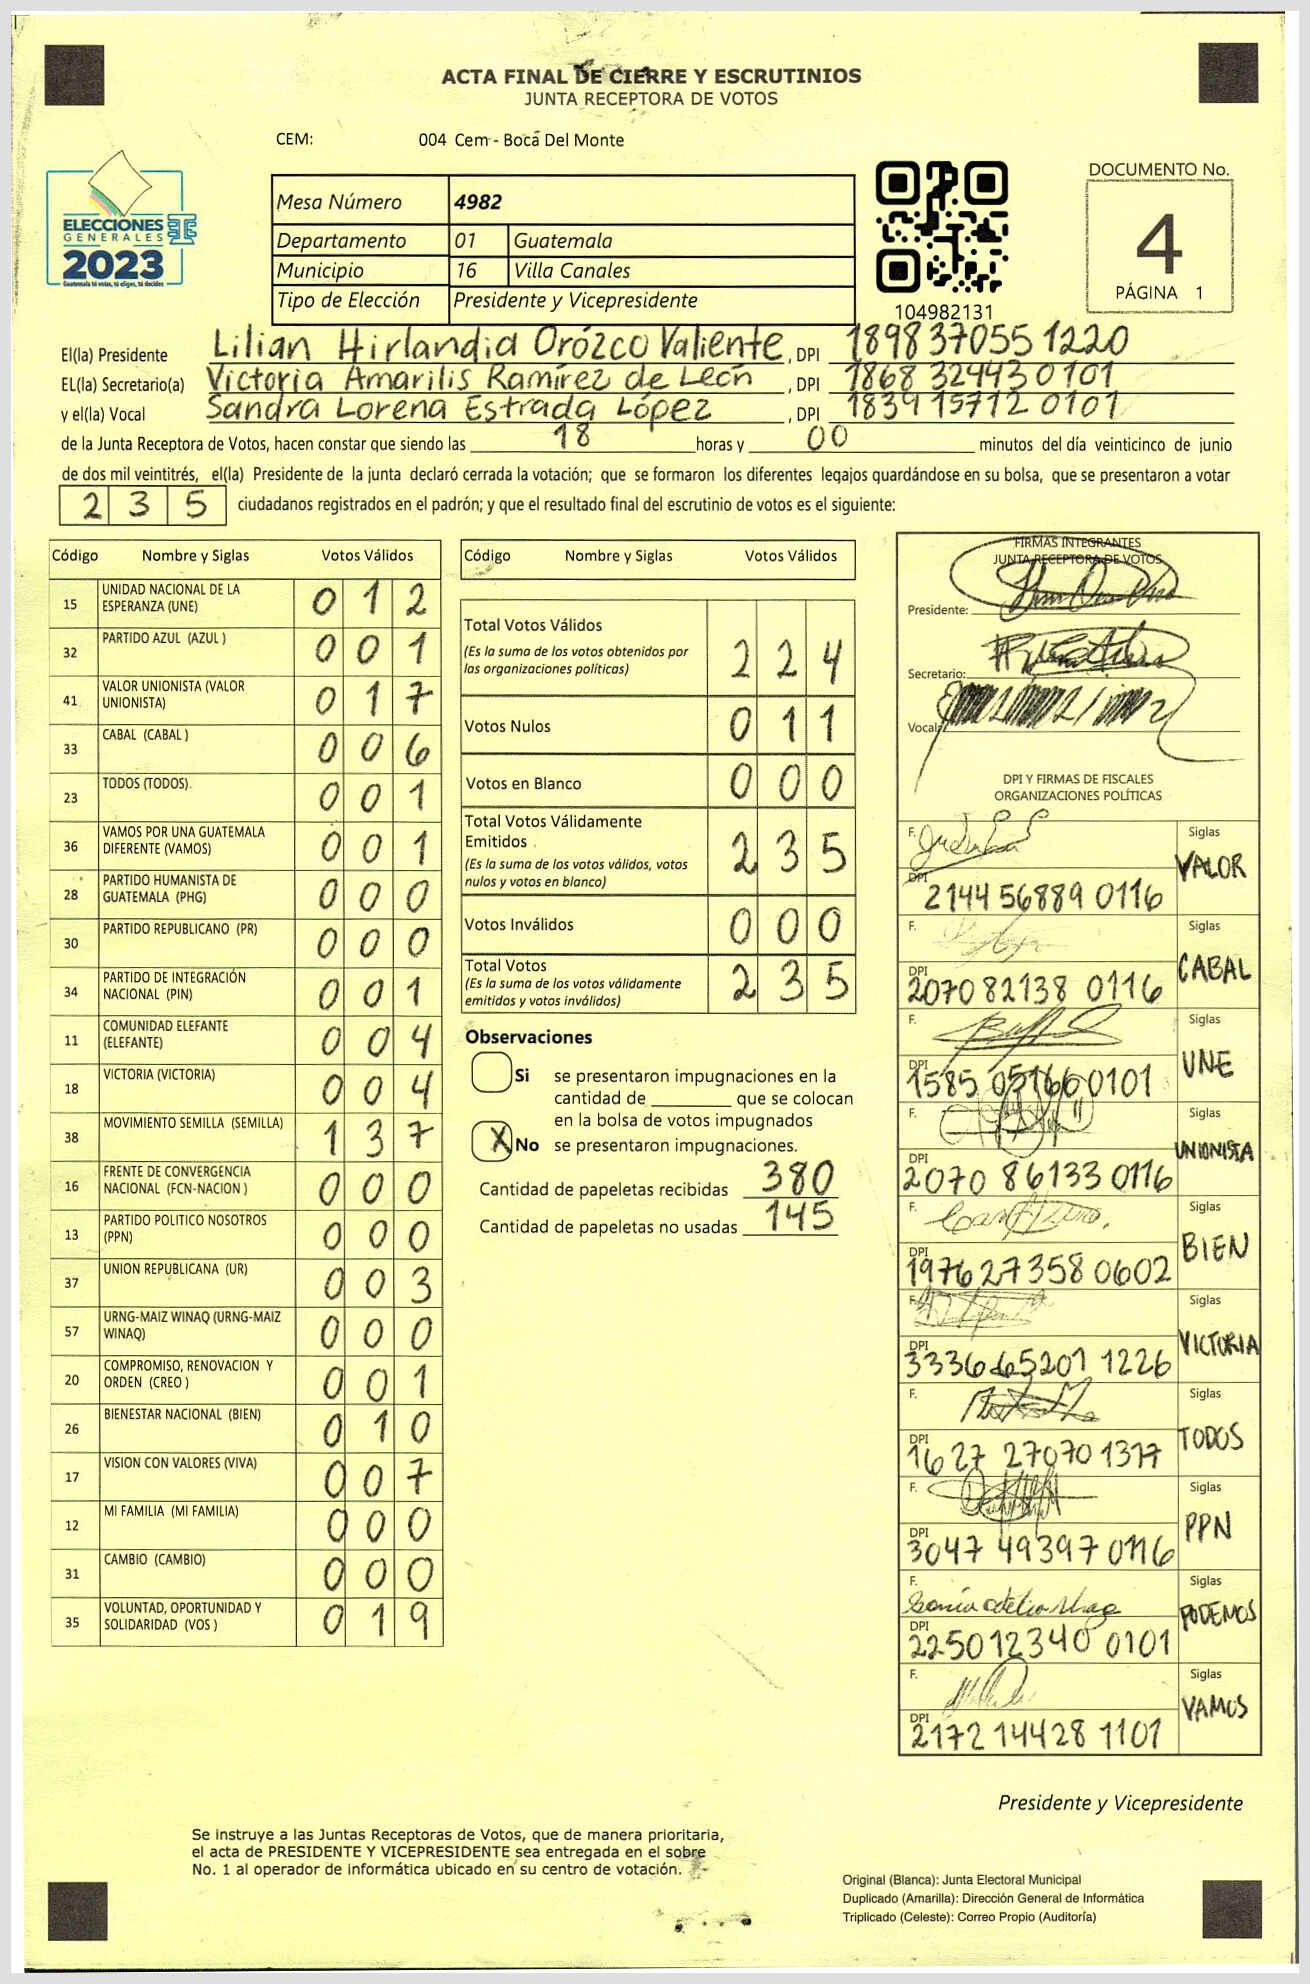 ACTA FINAL DE CIERRE Y ESCRUTINIOS
JUNTA RECEPTORA DE VOTOS
CEM: 004 Cem - Boca Del Monte
ELECCIONES
GENERALES
2023
Guatemala tú votas, tú eliges, tú decides
Mesa Número 4982
Departamento 01 Guatemala
Municipio 16 Villa Canales
Tipo de Elección Presidente y Vicepresidente
104982131
DOCUMENTO No.
4
PÁGINA 1
El(la) Presidente Lilian Hirlandia Orózco Valiente, DPI 1898 37055 1220
EL(la) Secretario(a) Victoria Amarilis Ramírez de León, DPI 1868 32443 0101
y el(la) Vocal Sandra Lorena Estrada López, DPI 1839 15712 0101
de la Junta Receptora de Votos, hacen constar que siendo las 18 horas y 00 minutos del día veinticinco de junio
de dos mil veintitrés, el(la) Presidente de la junta declaró cerrada la votación; que se formaron los diferentes legajos guardándose en su bolsa, que se presentaron a votar
2 3 5 ciudadanos registrados en el padrón; y que el resultado final del escrutinio de votos es el siguiente:
Código Nombre y Siglas Votos Válidos
15 UNIDAD NACIONAL DE LA ESPERANZA (UNE) 0 1 2
32 PARTIDO AZUL (AZUL ) 0 0 1
41 VALOR UNIONISTA (VALOR UNIONISTA) 0 1 7
33 CABAL (CABAL ) 0 0 6
23 TODOS (TODOS) 0 0 1
36 VAMOS POR UNA GUATEMALA DIFERENTE (VAMOS) 0 0 1
28 PARTIDO HUMANISTA DE GUATEMALA (PHG) 0 0 0
30 PARTIDO REPUBLICANO (PR) 0 0 0
34 PARTIDO DE INTEGRACIÓN NACIONAL (PIN) 0 0 1
11 COMUNIDAD ELEFANTE (ELEFANTE) 0 0 4
18 VICTORIA (VICTORIA) 0 0 4
38 MOVIMIENTO SEMILLA (SEMILLA) 1 3 7
16 FRENTE DE CONVERGENCIA NACIONAL (FCN-NACION ) 0 0 0
13 PARTIDO POLITICO NOSOTROS (PPN) 0 0 0
37 UNION REPUBLICANA (UR) 0 0 3
57 URNG-MAIZ WINAQ (URNG-MAIZ WINAQ) 0 0 0
20 COMPROMISO, RENOVACION Y ORDEN (CREO ) 0 0 1
26 BIENESTAR NACIONAL (BIEN) 0 1 0
17 VISION CON VALORES (VIVA) 0 0 7
12 MI FAMILIA (MI FAMILIA) 0 0 0
31 CAMBIO (CAMBIO) 0 0 0
35 VOLUNTAD, OPORTUNIDAD Y SOLIDARIDAD (VOS ) 0 1 9
Código Nombre y Siglas Votos Válidos
Total Votos Válidos 2 2 4
(Es la suma de los votos obtenidos por
las organizaciones políticas)
Votos Nulos 0 1 1
Votos en Blanco 0 0 0
Total Votos Válidamente
Emitidos 2 3 5
(Es la suma de los votos válidos, votos
nulos y votos en blanco)
Votos Inválidos 0 0 0
Total Votos 2 3 5
(Es la suma de los votos válidamente
emitidos y votos inválidos)
Observaciones
Si se presentaron impugnaciones en la
cantidad de ________ que se colocan
en la bolsa de votos impugnados
X No se presentaron impugnaciones.
Cantidad de papeletas recibidas 380
Cantidad de papeletas no usadas 145
FIRMAS INTEGRANTES
JUNTA RECEPTORA DE VOTOS
Presidente:
Secretario:
Vocal:
DPI Y FIRMAS DE FISCALES
ORGANIZACIONES POLÍTICAS
F. Siglas
VALOR
DPI 2144 56889 0116
F. Siglas
CABAL
DPI 2070 82138 0116
F. Siglas
UNE
DPI 1585 05166 0101
F. Siglas
UNIONISTA
DPI 2070 86133 0116
F. Siglas
BIEN
DPI 1976 27358 0602
F. Siglas
VICTORIA
DPI 3336 65201 1226
F. Siglas
TODOS
DPI 1627 27070 1317
F. Siglas
PPN
DPI 3047 49397 0116
F. Siglas
PODEMOS
DPI 2250 12340 0101
F. Siglas
VAMOS
DPI 2172 14428 1101
Presidente y Vicepresidente
Se instruye a las Juntas Receptoras de Votos, que de manera prioritaria,
el acta de PRESIDENTE Y VICEPRESIDENTE sea entregada en el sobre
No. 1 al operador de informática ubicado en su centro de votación.
Original (Blanca): Junta Electoral Municipal
Duplicado (Amarilla): Dirección General de Informática
Triplicado (Celeste): Correo Propio (Auditoría)